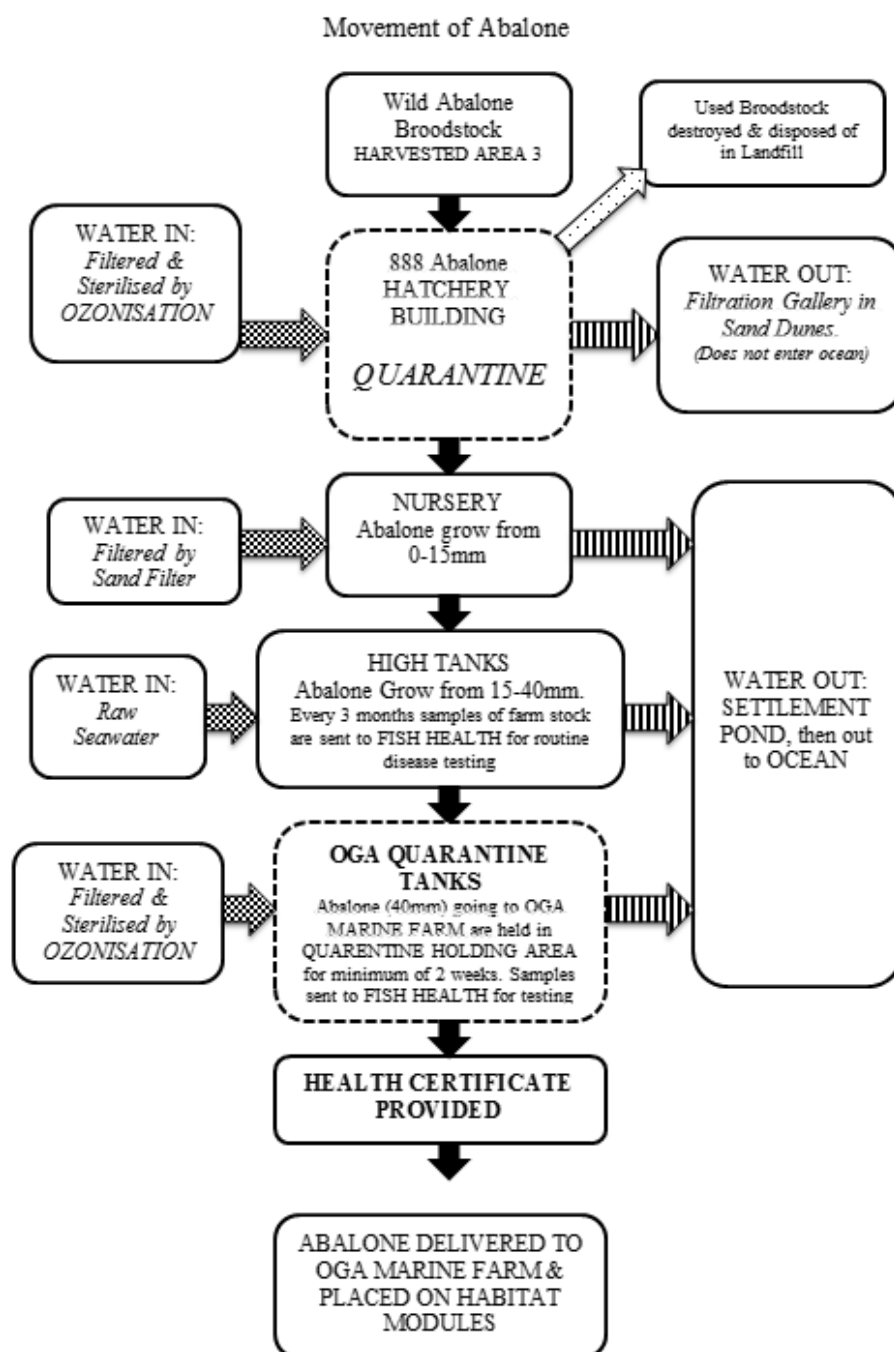 Movement of Abalone
Wild Abalone
Broodstock
HARVESTED AREA 3
Used Broodstock
destroyed & disposed of
in Landfill
WATER IN:
Filtered &
Sterilised by
OZONISATION
888 Abalone
HATCHERY
BUILDING
QUARANTINE
WATER OUT:
Filtration Gallery in
Sand Dunes.
(Does not enter ocean)
WATER IN:
Filtered by
Sand Filter
NURSERY
Abalone grow from
0-15mm
WATER IN:
Raw
Seawater
HIGH TANKS
Abalone Grow from 15-40mm.
Every 3 months samples of farm stock
are sent to FISH HEALTH for routine
disease testing
WATER OUT:
SETTLEMENT
POND, then out
to OCEAN
WATER IN:
Filtered &
Sterilised by
OZONISATION
OGA QUARANTINE
TANKS
Abalone (40mm) going to OGA
MARINE FARM are held in
QUARENTINE HOLDING AREA
for minimum of 2 weeks. Samples
sent to FISH HEALTH for testing
HEALTH CERTIFICATE
PROVIDED
ABALONE DELIVERED TO
OGA MARINE FARM &
PLACED ON HABITAT
MODULES